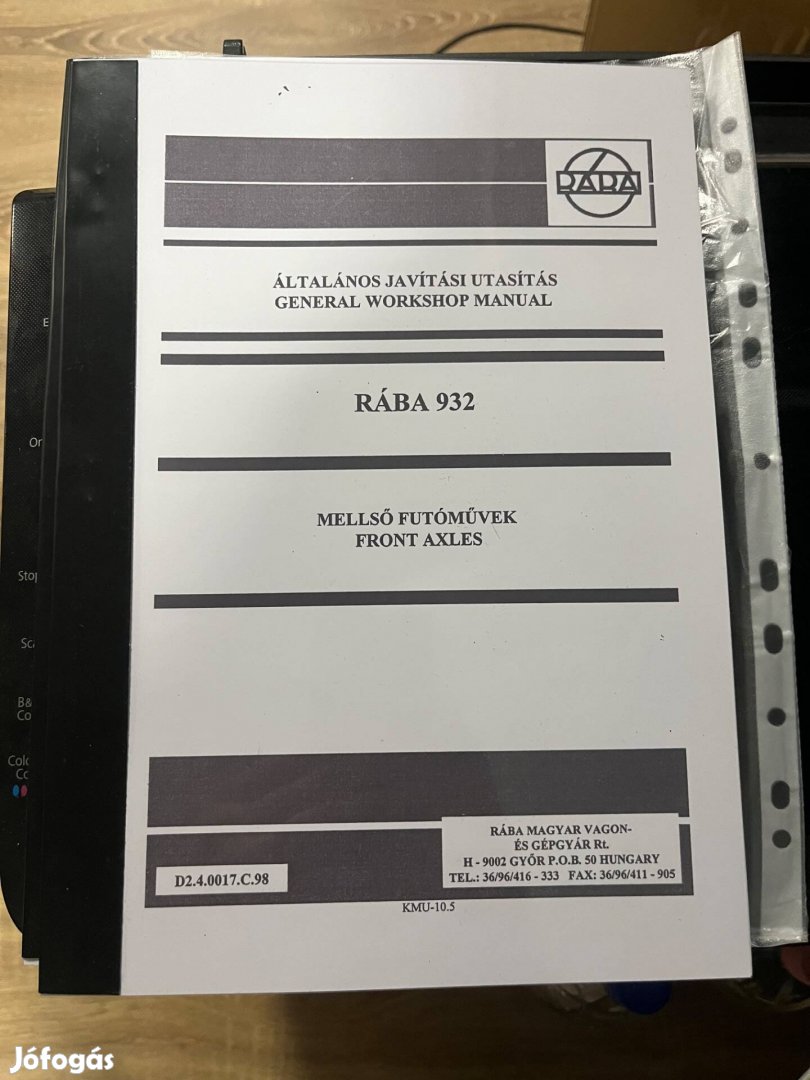 RÁBA
ÁLTALÁNOS JAVÍTÁSI UTASÍTÁS
GENERAL WORKSHOP MANUAL
RÁBA 932
MELLSŐ FUTÓMŰVEK
FRONT AXLES
RÁBA MAGYAR VAGON-
ÉS GÉPGYÁR Rt.
H - 9002 GYŐR P.O.B. 50 HUNGARY
TEL.: 36/96/416 - 333 FAX: 36/96/411 - 905
D2.4.0017.C.98
KMU-10.5
Stop
B&
Co
Jófogás